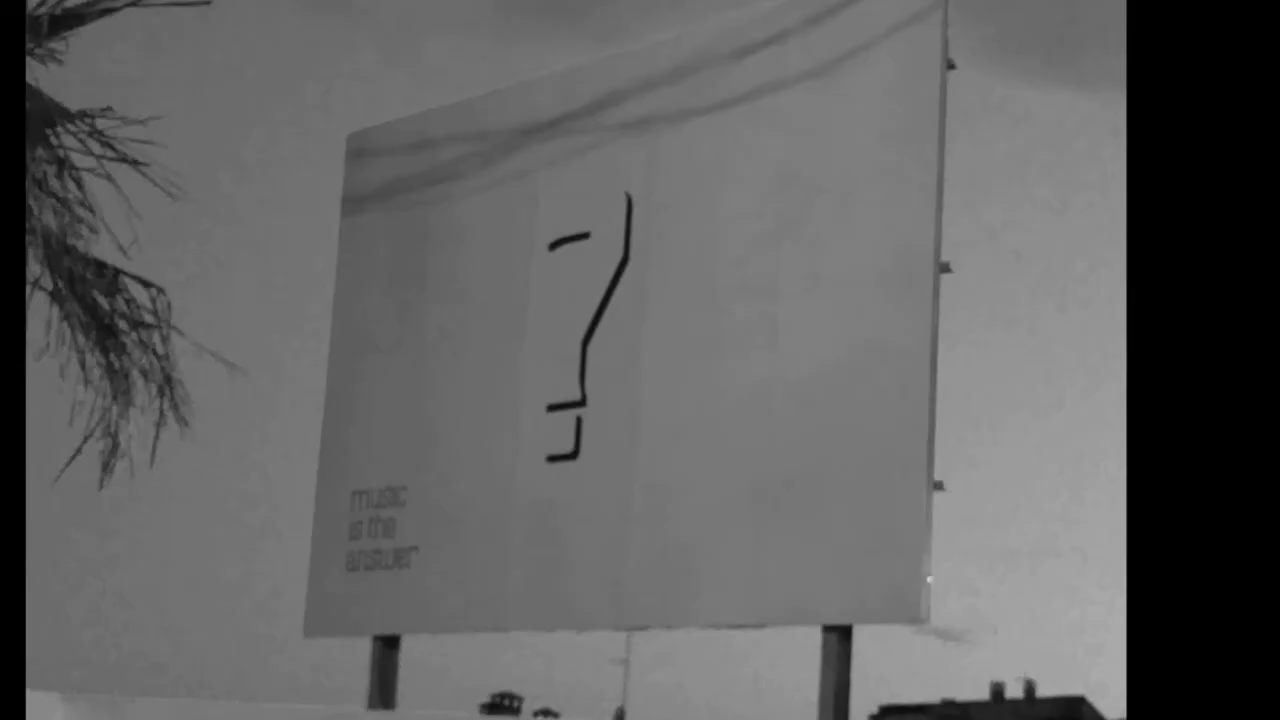 ?
music
is the
answer